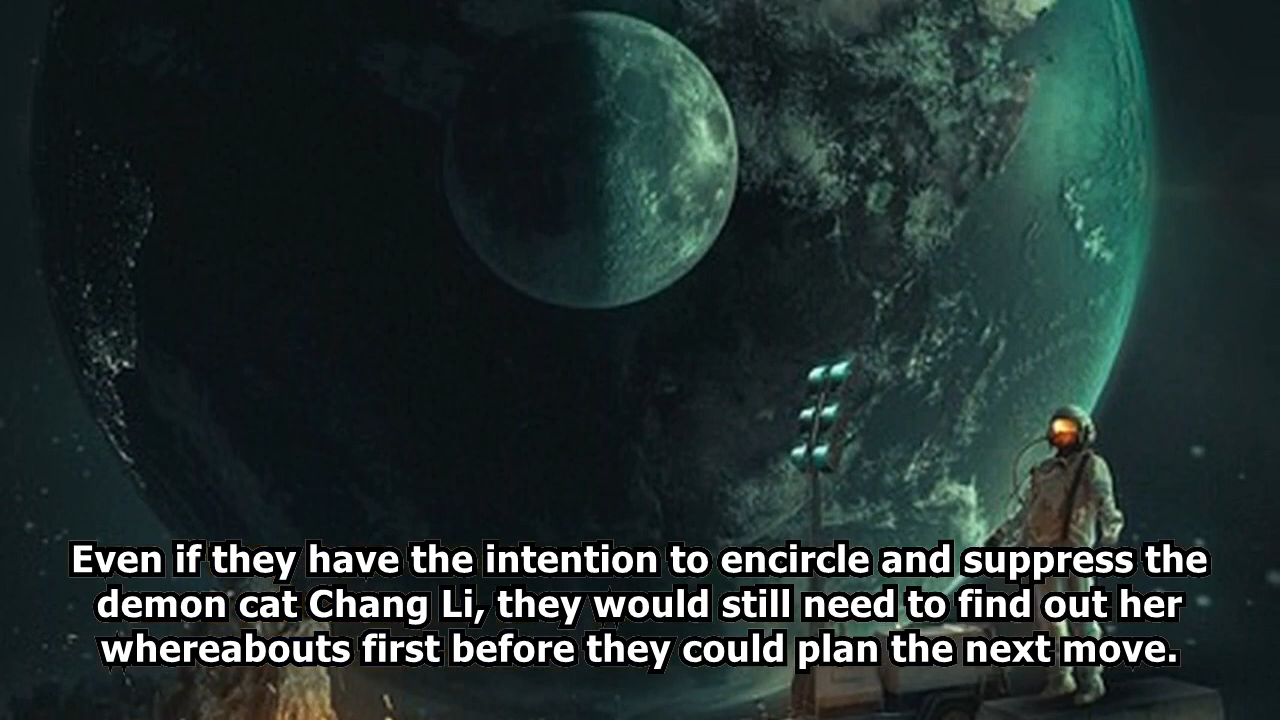 Even if they have the intention to encircle and suppress the
demon cat Chang Li, they would still need to find out her
whereabouts first before they could plan the next move.